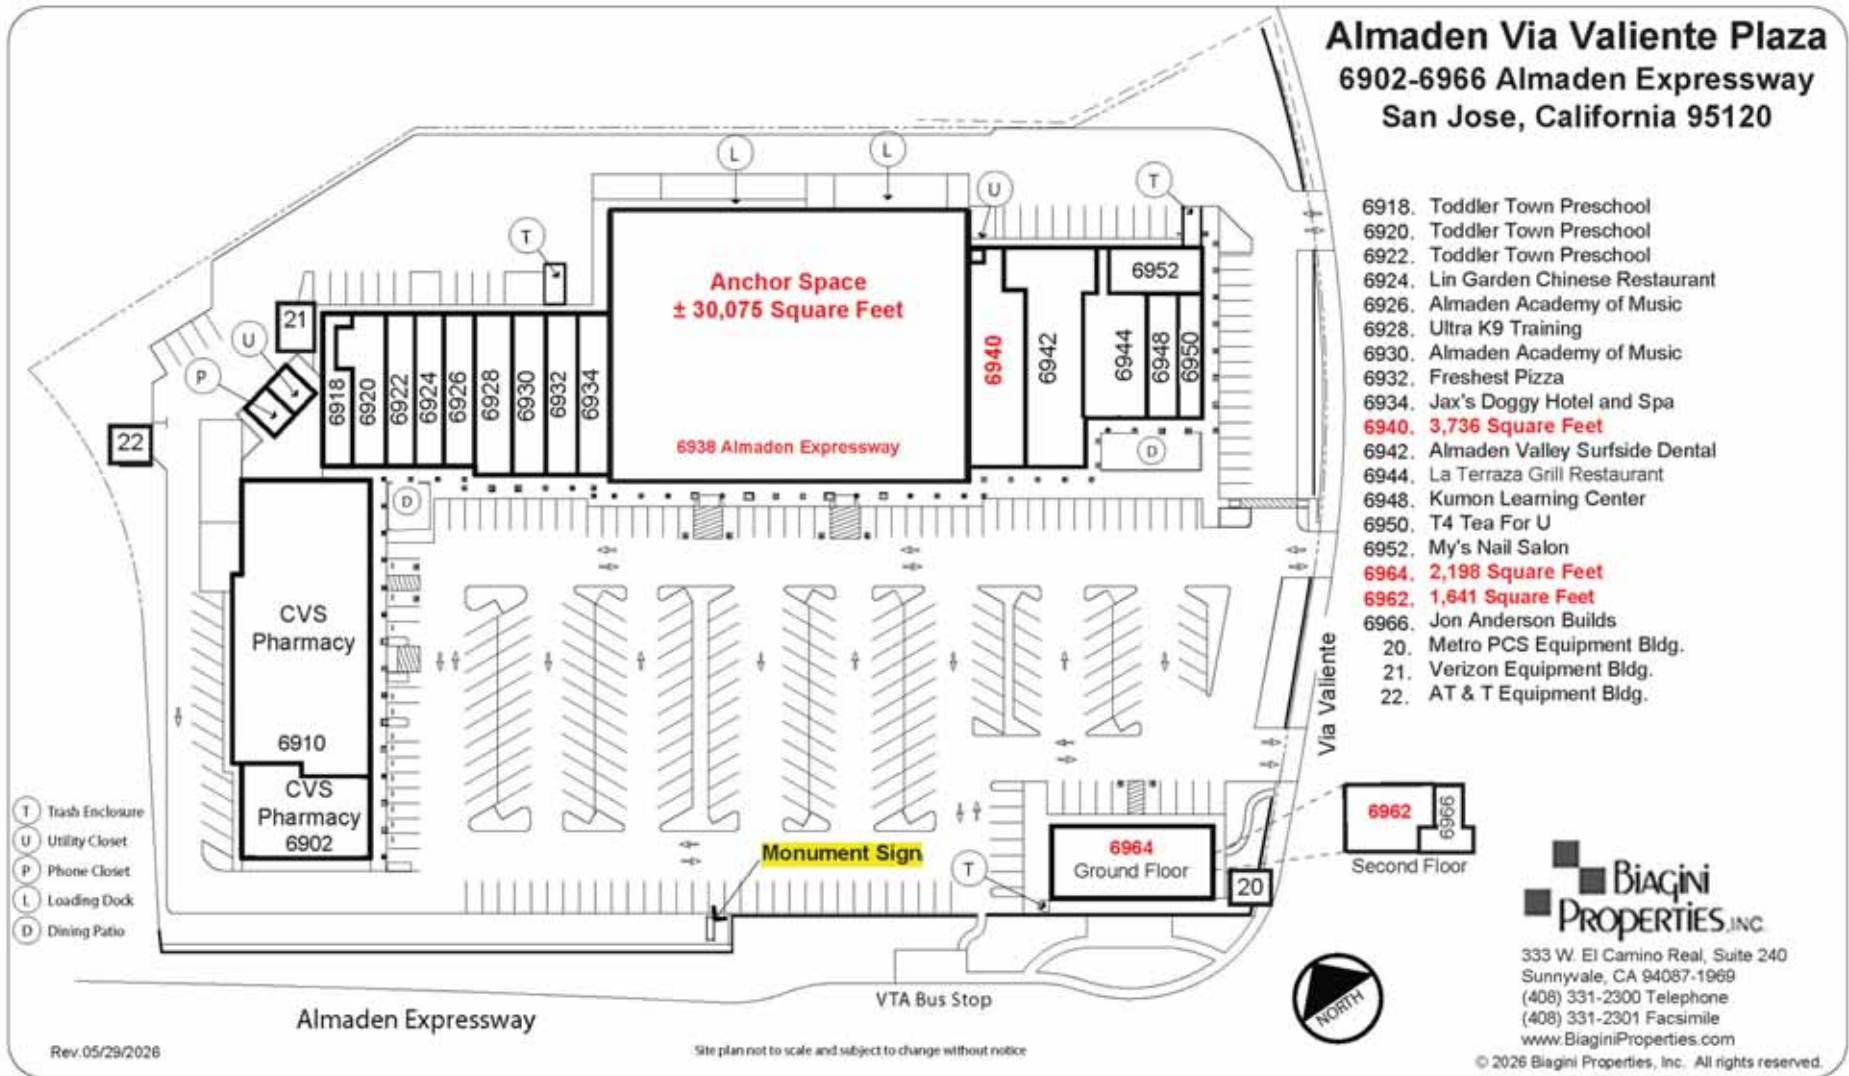 Almaden Via Valiente Plaza
6902-6966 Almaden Expressway
San Jose, California 95120
6918. Toddler Town Preschool
6920. Toddler Town Preschool
6922. Toddler Town Preschool
6924. Lin Garden Chinese Restaurant
6926. Almaden Academy of Music
6928. Ultra K9 Training
6930. Almaden Academy of Music
6932. Freshest Pizza
6934. Jax's Doggy Hotel and Spa
6940. 3,736 Square Feet
6942. Almaden Valley Surfside Dental
6944. La Terraza Grill Restaurant
6948. Kumon Learning Center
6950. T4 Tea For U
6952. My's Nail Salon
6964. 2,198 Square Feet
6962. 1,641 Square Feet
6966. Jon Anderson Builds
20. Metro PCS Equipment Bldg.
21. Verizon Equipment Bldg.
22. AT & T Equipment Bldg.
L
L
U
T
T
Anchor Space
± 30,075 Square Feet
6938 Almaden Expressway
21
U
P
22
6918
6920
6922
6924
6926
6928
6930
6932
6934
6940
6942
6944
6948
6950
6952
D
D
CVS
Pharmacy
6910
CVS
Pharmacy
6902
Via Valiente
Monument Sign
T
6964
Ground Floor
20
6962
6966
Second Floor
T Trash Enclosure
U Utility Closet
P Phone Closet
L Loading Dock
D Dining Patio
VTA Bus Stop
Almaden Expressway
NORTH
BIAGINI
PROPERTIES, INC.
333 W. El Camino Real, Suite 240
Sunnyvale, CA 94087-1969
(408) 331-2300 Telephone
(408) 331-2301 Facsimile
www.BiaginiProperties.com
© 2026 Biagini Properties, Inc. All rights reserved.
Rev.05/29/2026
Site plan not to scale and subject to change without notice